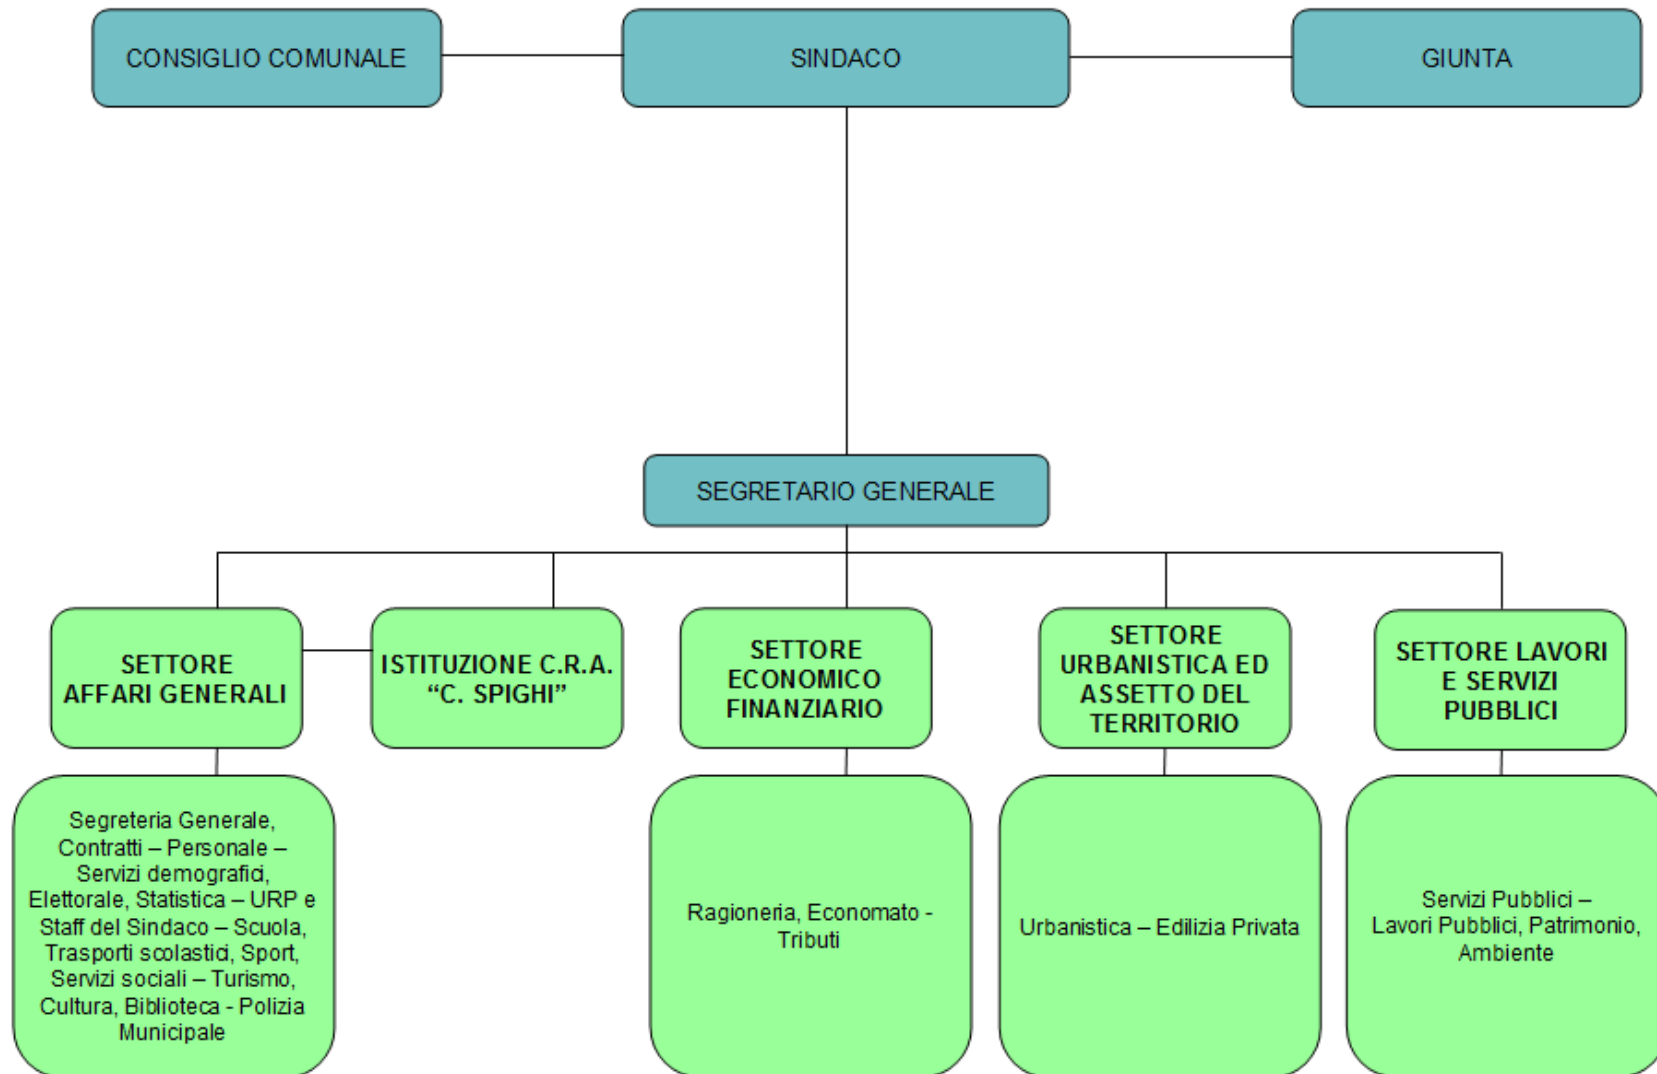 CONSIGLIO COMUNALE
SINDACO
GIUNTA
SEGRETARIO GENERALE
SETTORE
AFFARI GENERALI
ISTITUZIONE C.R.A.
“C. SPIGHI”
SETTORE
ECONOMICO
FINANZIARIO
SETTORE
URBANISTICA ED
ASSETTO DEL
TERRITORIO
SETTORE LAVORI
E SERVIZI
PUBBLICI
Segreteria Generale,
Contratti – Personale –
Servizi demografici,
Elettorale, Statistica – URP e
Staff del Sindaco – Scuola,
Trasporti scolastici, Sport,
Servizi sociali – Turismo,
Cultura, Biblioteca - Polizia
Municipale
Ragioneria, Economato -
Tributi
Urbanistica – Edilizia Privata
Servizi Pubblici –
Lavori Pubblici, Patrimonio,
Ambiente